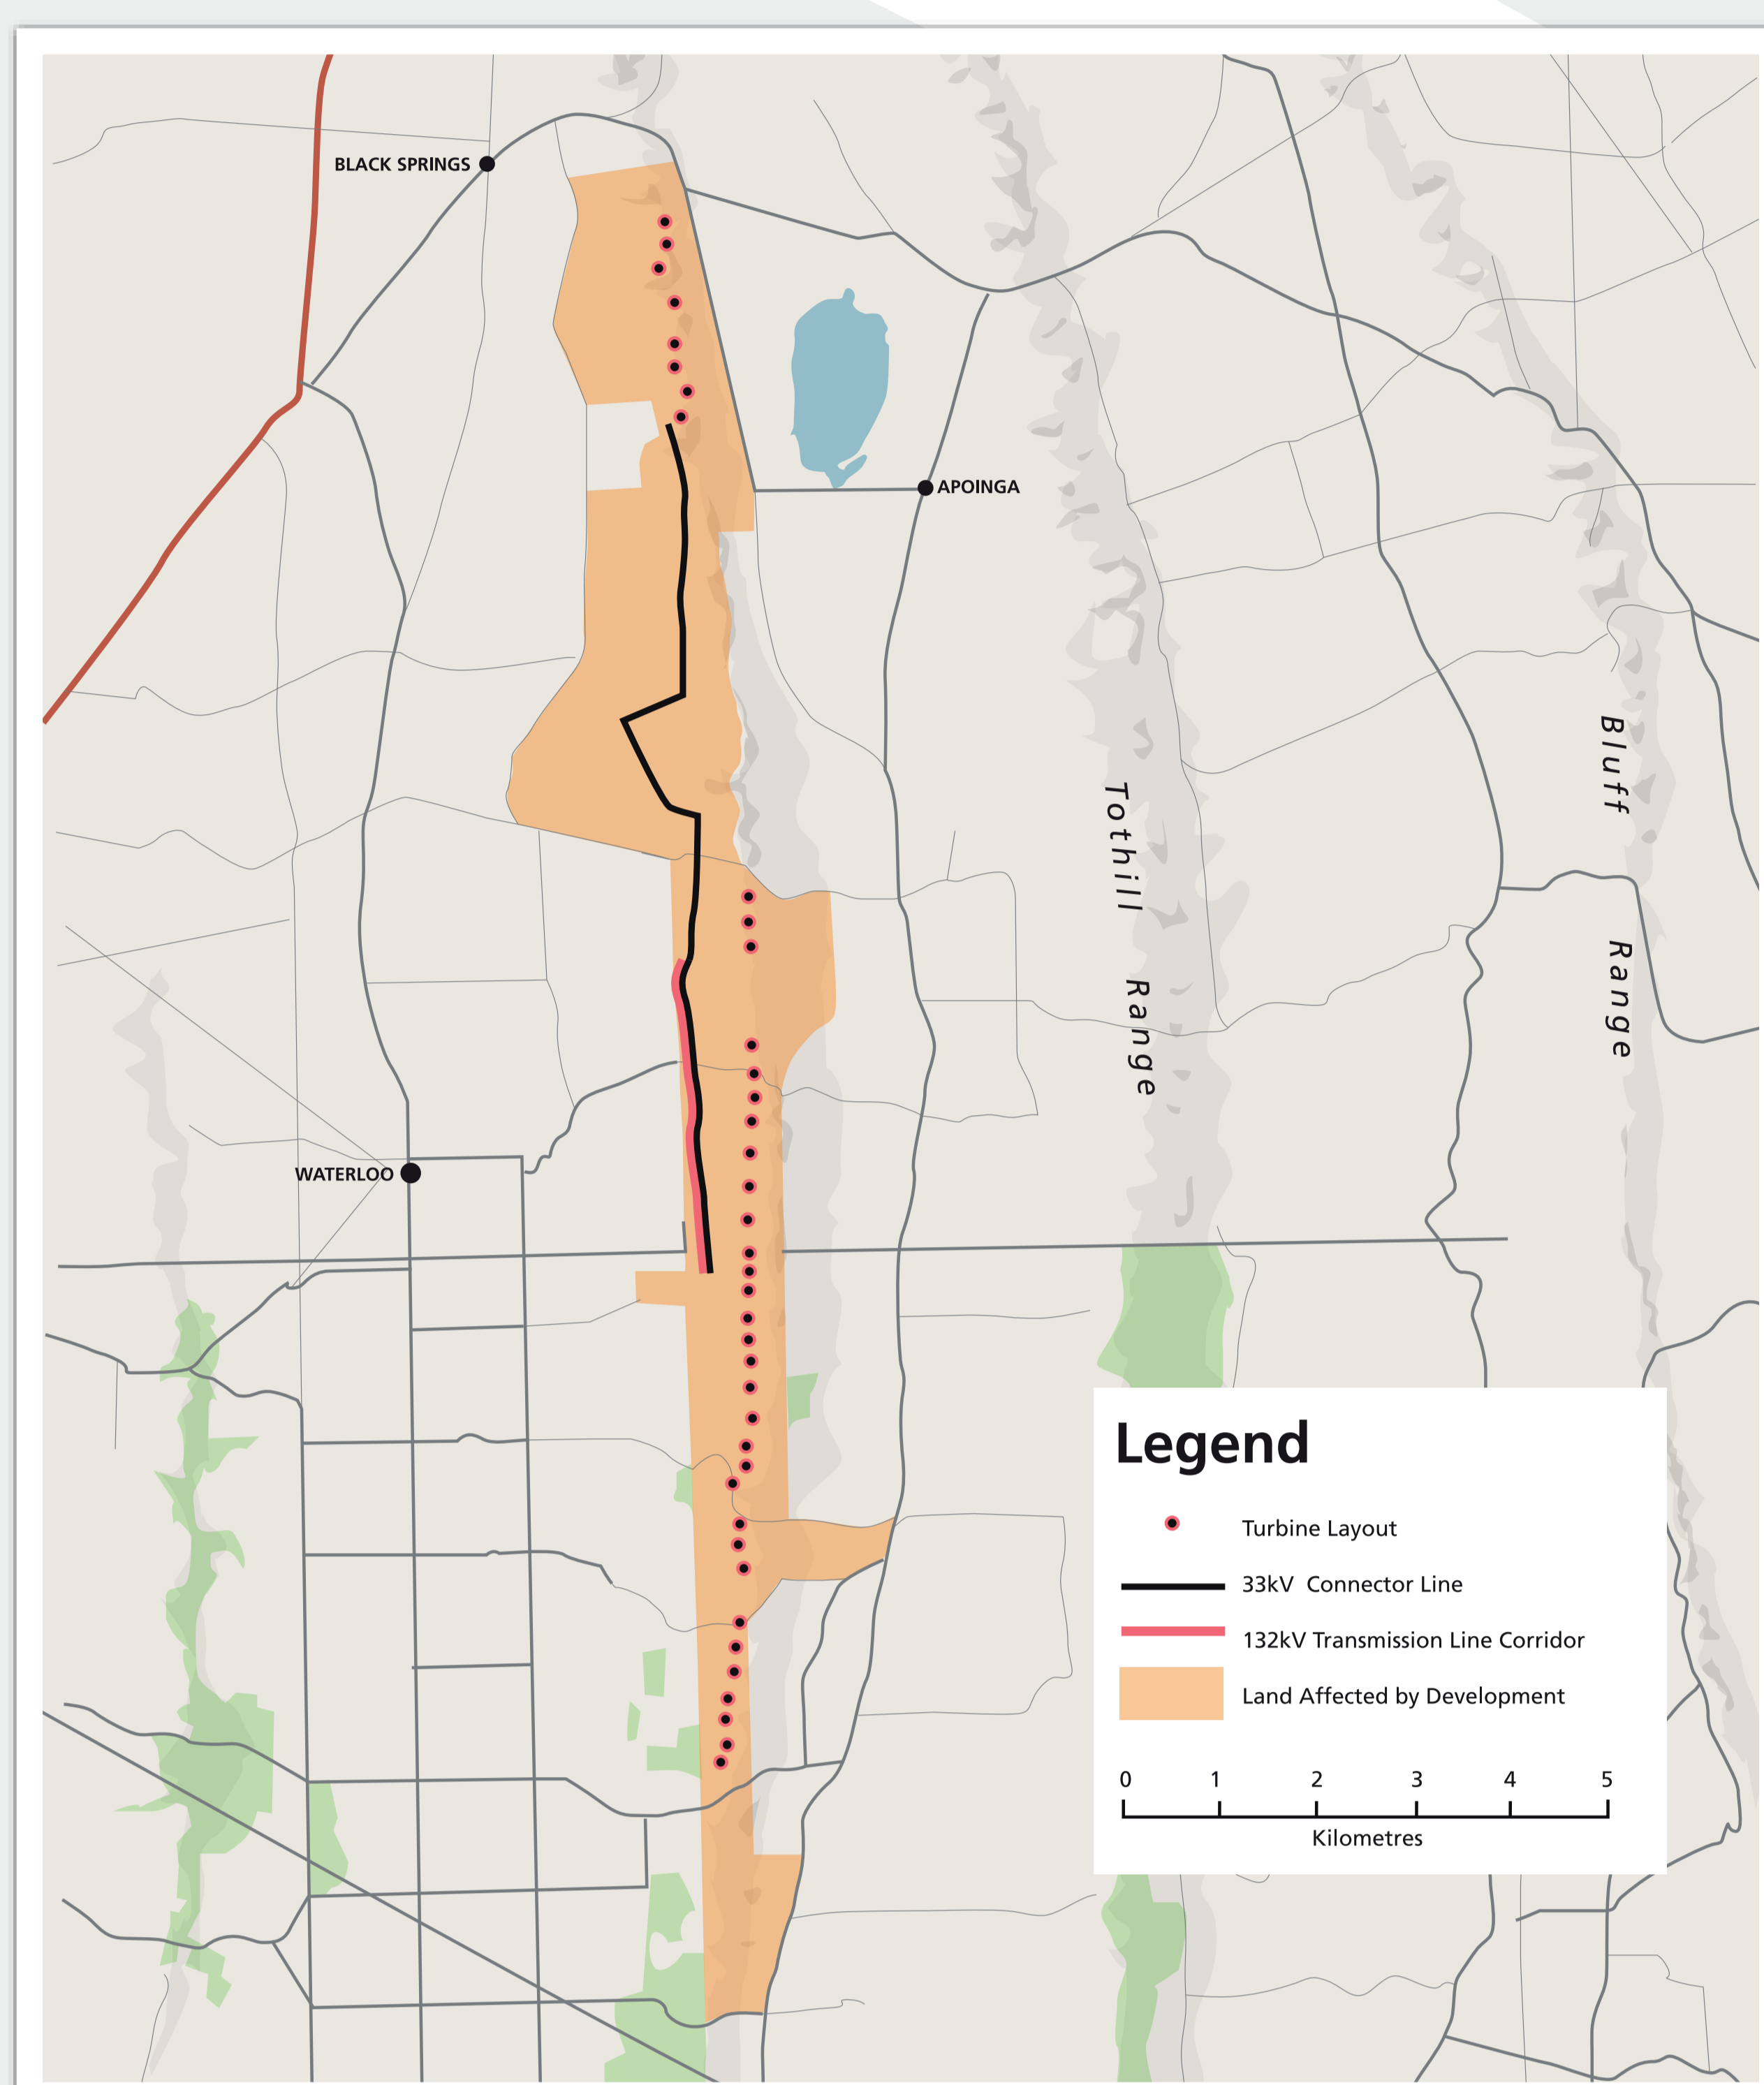 BLACK SPRINGS
APOINGA
Bluff
Tothill
Range
Range
WATERLOO
Legend
Turbine Layout
33kV Connector Line
132kV Transmission Line Corridor
Land Affected by Development
0 1 2 3 4 5
Kilometres